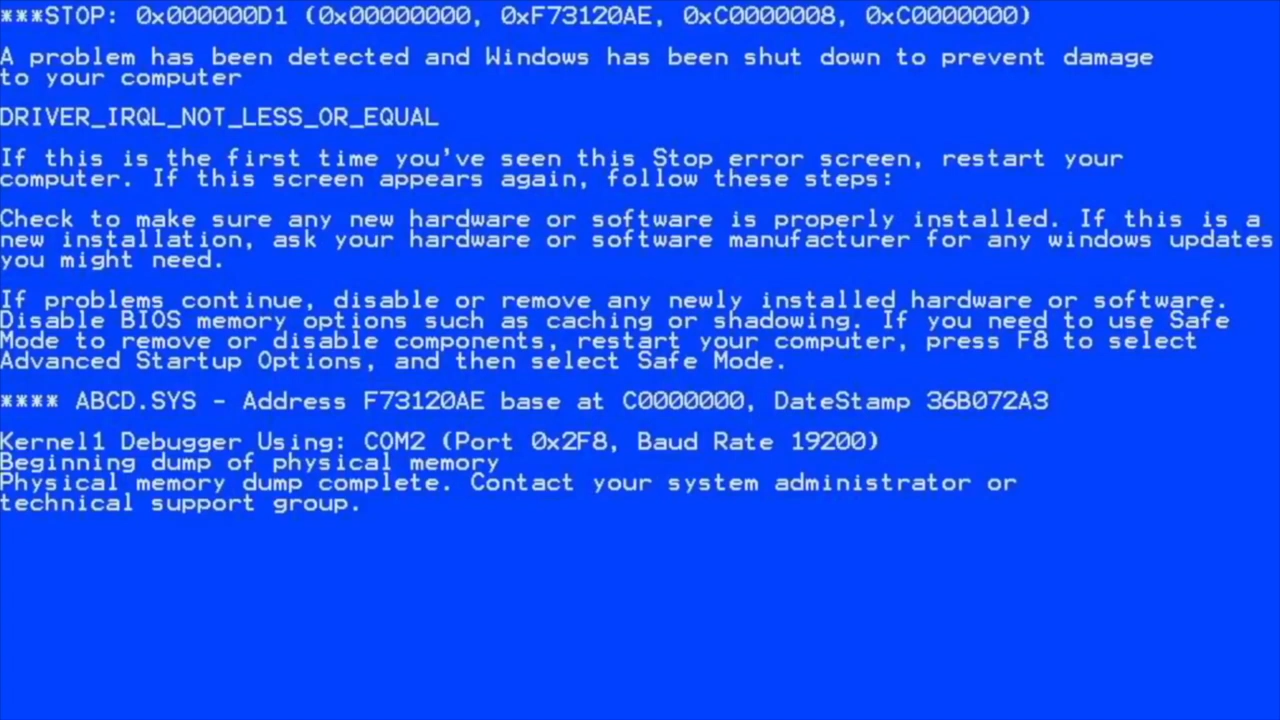 ***STOP: 0x000000D1 (0x00000000, 0xF73120AE, 0xC0000008, 0xC0000000)
A problem has been detected and Windows has been shut down to prevent damage
to your computer
DRIVER_IRQL_NOT_LESS_OR_EQUAL
If this is the first time you've seen this Stop error screen, restart your
computer. If this screen appears again, follow these steps:
Check to make sure any new hardware or software is properly installed. If this is a
new installation, ask your hardware or software manufacturer for any windows updates
you might need.
If problems continue, disable or remove any newly installed hardware or software.
Disable BIOS memory options such as caching or shadowing. If you need to use Safe
Mode to remove or disable components, restart your computer, press F8 to select
Advanced Startup Options, and then select Safe Mode.
**** ABCD.SYS - Address F73120AE base at C0000000, DateStamp 36B072A3
Kernel1 Debugger Using: COM2 (Port 0x2F8, Baud Rate 19200)
Beginning dump of physical memory
Physical memory dump complete. Contact your system administrator or
technical support group.